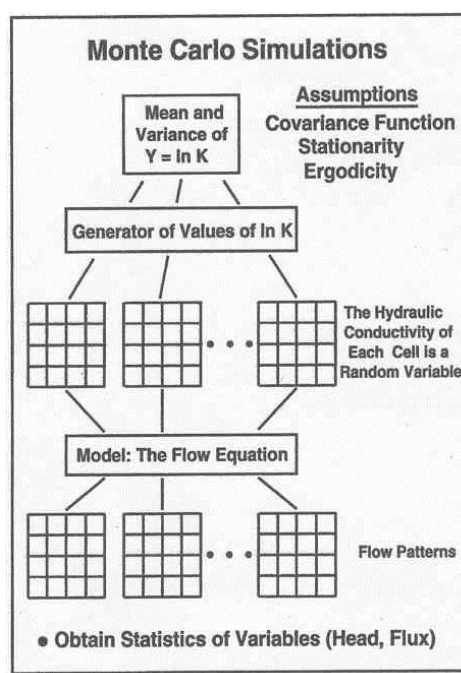 Monte Carlo Simulations
Mean and
Variance of
Y = ln K
Assumptions
Covariance Function
Stationarity
Ergodicity
Generator of Values of ln K
The Hydraulic
Conductivity of
Each Cell is a
Random Variable
Model: The Flow Equation
Flow Patterns
• Obtain Statistics of Variables (Head, Flux)